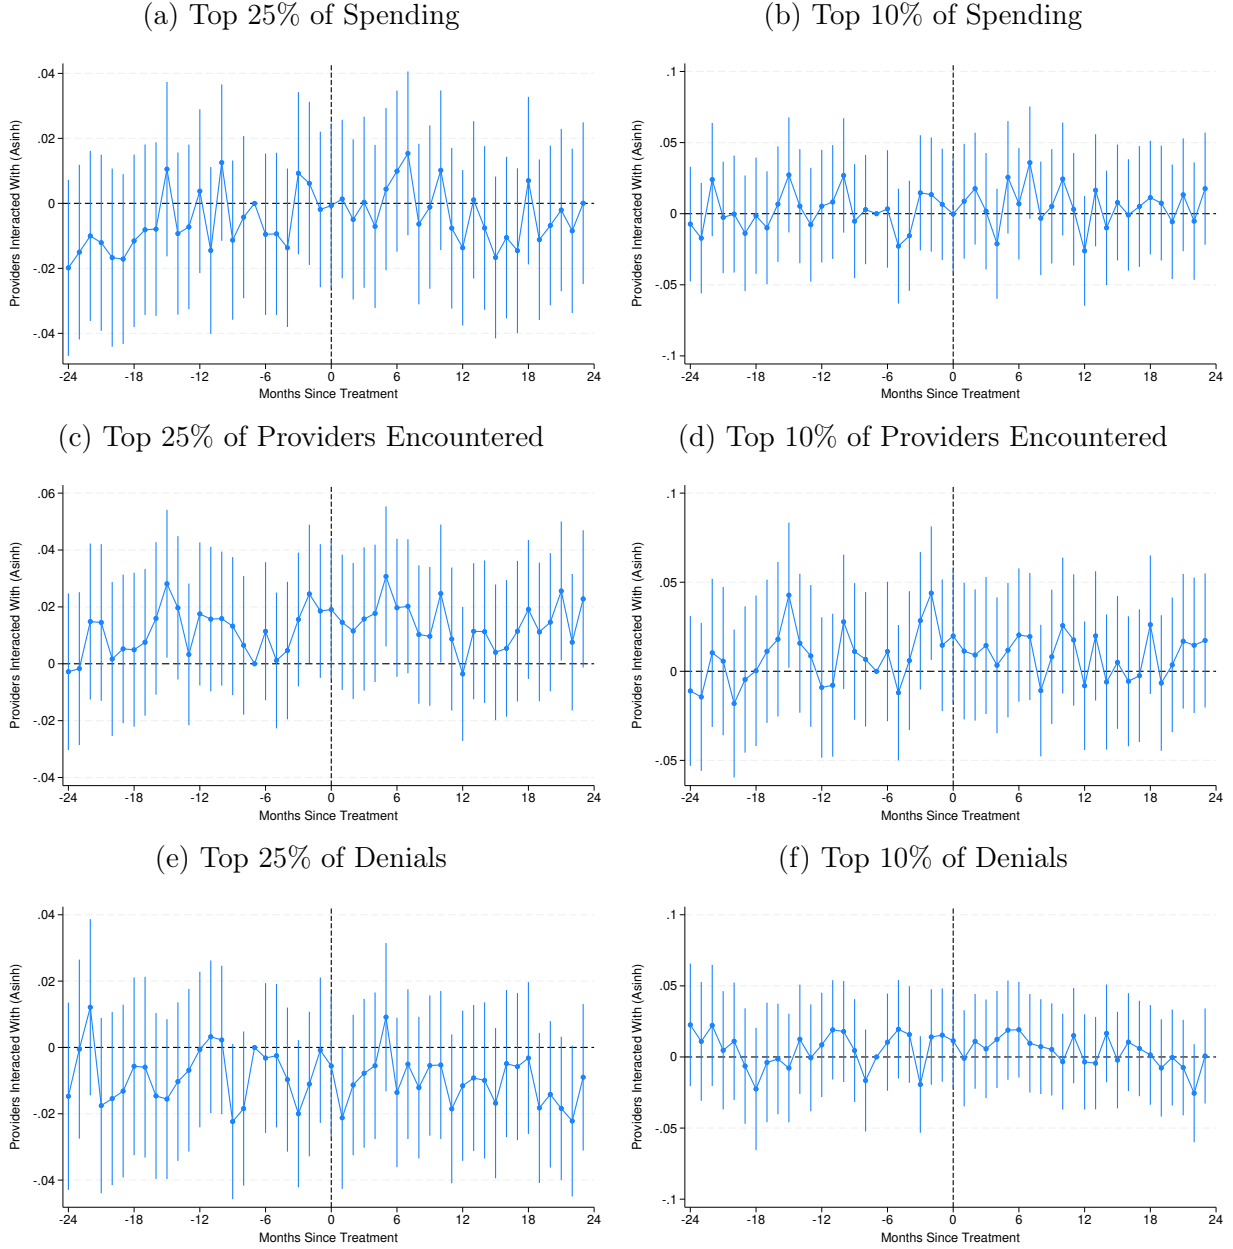 (a) Top 25% of Spending
Providers Interacted With (Asinh)
.04
.02
0
-.02
-.04
-24 -18 -12 -6 0 6 12 18 24
Months Since Treatment
(b) Top 10% of Spending
Providers Interacted With (Asinh)
.1
.05
0
-.05
-.1
-24 -18 -12 -6 0 6 12 18 24
Months Since Treatment
(c) Top 25% of Providers Encountered
Providers Interacted With (Asinh)
.06
.04
.02
0
-.02
-.04
-24 -18 -12 -6 0 6 12 18 24
Months Since Treatment
(d) Top 10% of Providers Encountered
Providers Interacted With (Asinh)
.1
.05
0
-.05
-24 -18 -12 -6 0 6 12 18 24
Months Since Treatment
(e) Top 25% of Denials
Providers Interacted With (Asinh)
.04
.02
0
-.02
-.04
-24 -18 -12 -6 0 6 12 18 24
Months Since Treatment
(f) Top 10% of Denials
Providers Interacted With (Asinh)
.1
.05
0
-.05
-.1
-24 -18 -12 -6 0 6 12 18 24
Months Since Treatment